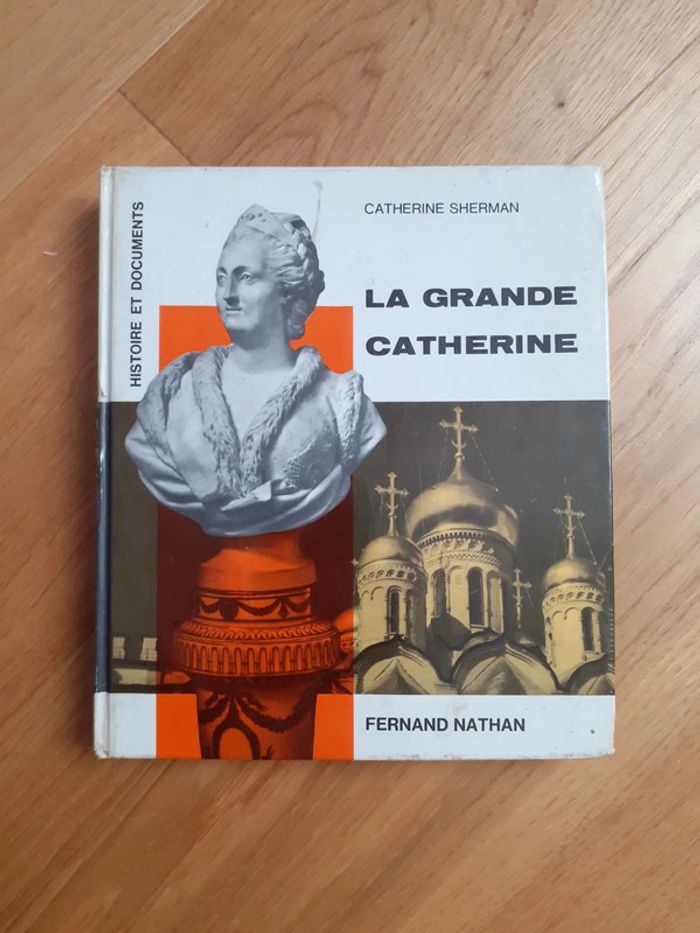 HISTOIRE ET DOCUMENTS
CATHERINE SHERMAN
LA GRANDE
CATHERINE
FERNAND NATHAN